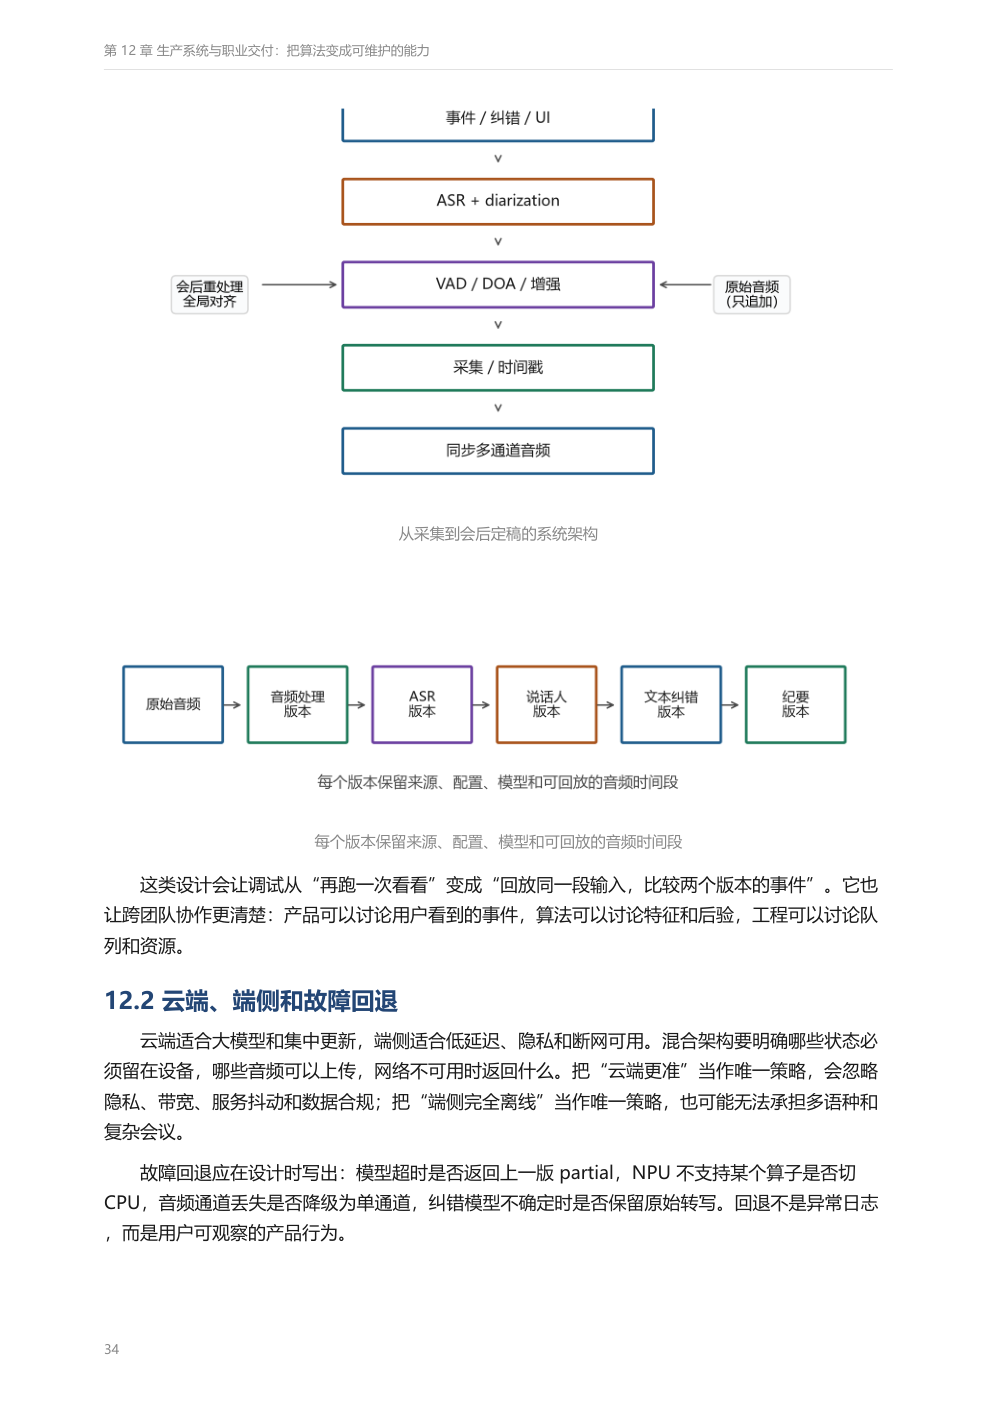 第 12 章 生产系统与职业交付：把算法变成可维护的能力
事件 / 纠错 / UI
ASR + diarization
VAD / DOA / 增强
会后重处理
全局对齐
原始音频
（只追加）
采集 / 时间戳
同步多通道音频
从采集到会后定稿的系统架构
原始音频
音频处理
版本
ASR
版本
说话人
版本
文本纠错
版本
纪要
版本
每个版本保留来源、配置、模型和可回放的音频时间段
每个版本保留来源、配置、模型和可回放的音频时间段
这类设计会让调试从“再跑一次看看”变成“回放同一段输入，比较两个版本的事件”。它也
让跨团队协作更清楚：产品可以讨论用户看到的事件，算法可以讨论特征和后验，工程可以讨论队
列和资源。
12.2 云端、端侧和故障回退
云端适合大模型和集中更新，端侧适合低延迟、隐私和断网可用。混合架构要明确哪些状态必
须留在设备，哪些音频可以上传，网络不可用时返回什么。把“云端更准”当作唯一策略，会忽略
隐私、带宽、服务抖动和数据合规；把“端侧完全离线”当作唯一策略，也可能无法承担多语种和
复杂会议。
故障回退应在设计时写出：模型超时是否返回上一版 partial，NPU 不支持某个算子是否切
CPU，音频通道丢失是否降级为单通道，纠错模型不确定时是否保留原始转写。回退不是异常日志
，而是用户可观察的产品行为。
34